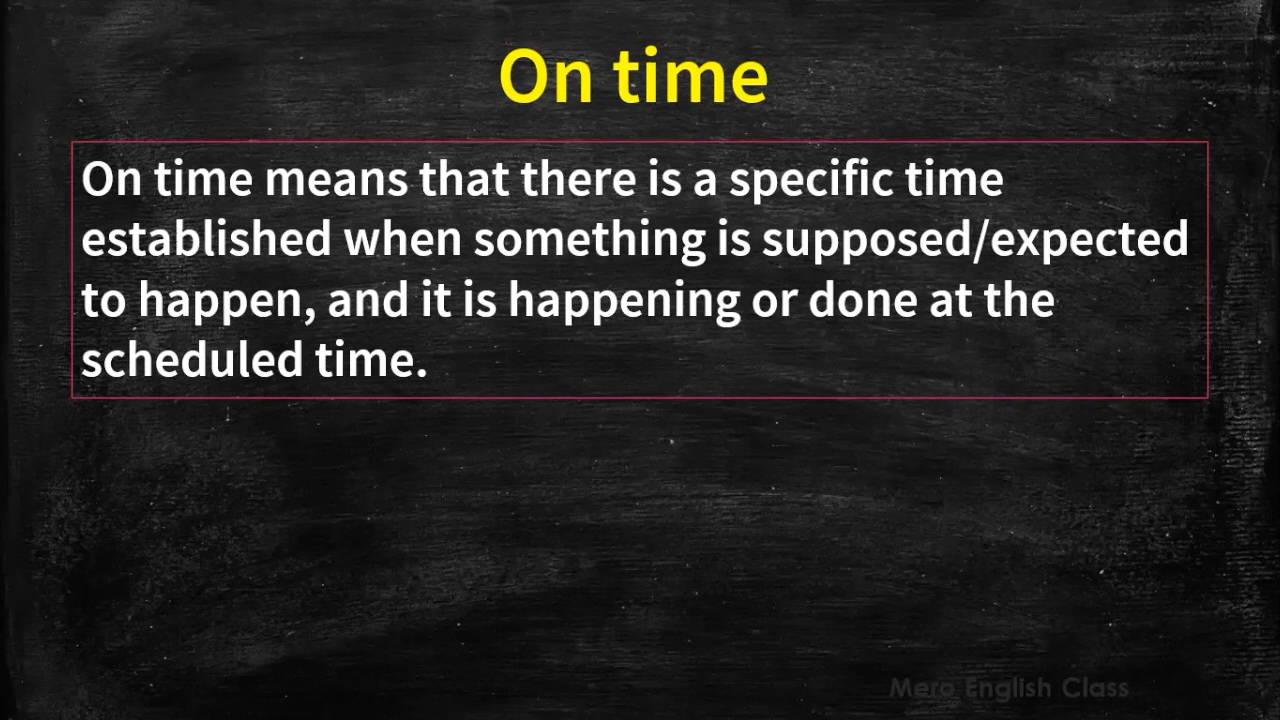 On time
On time means that there is a specific time
established when something is supposed/expected
to happen, and it is happening or done at the
scheduled time.
Mero English Class